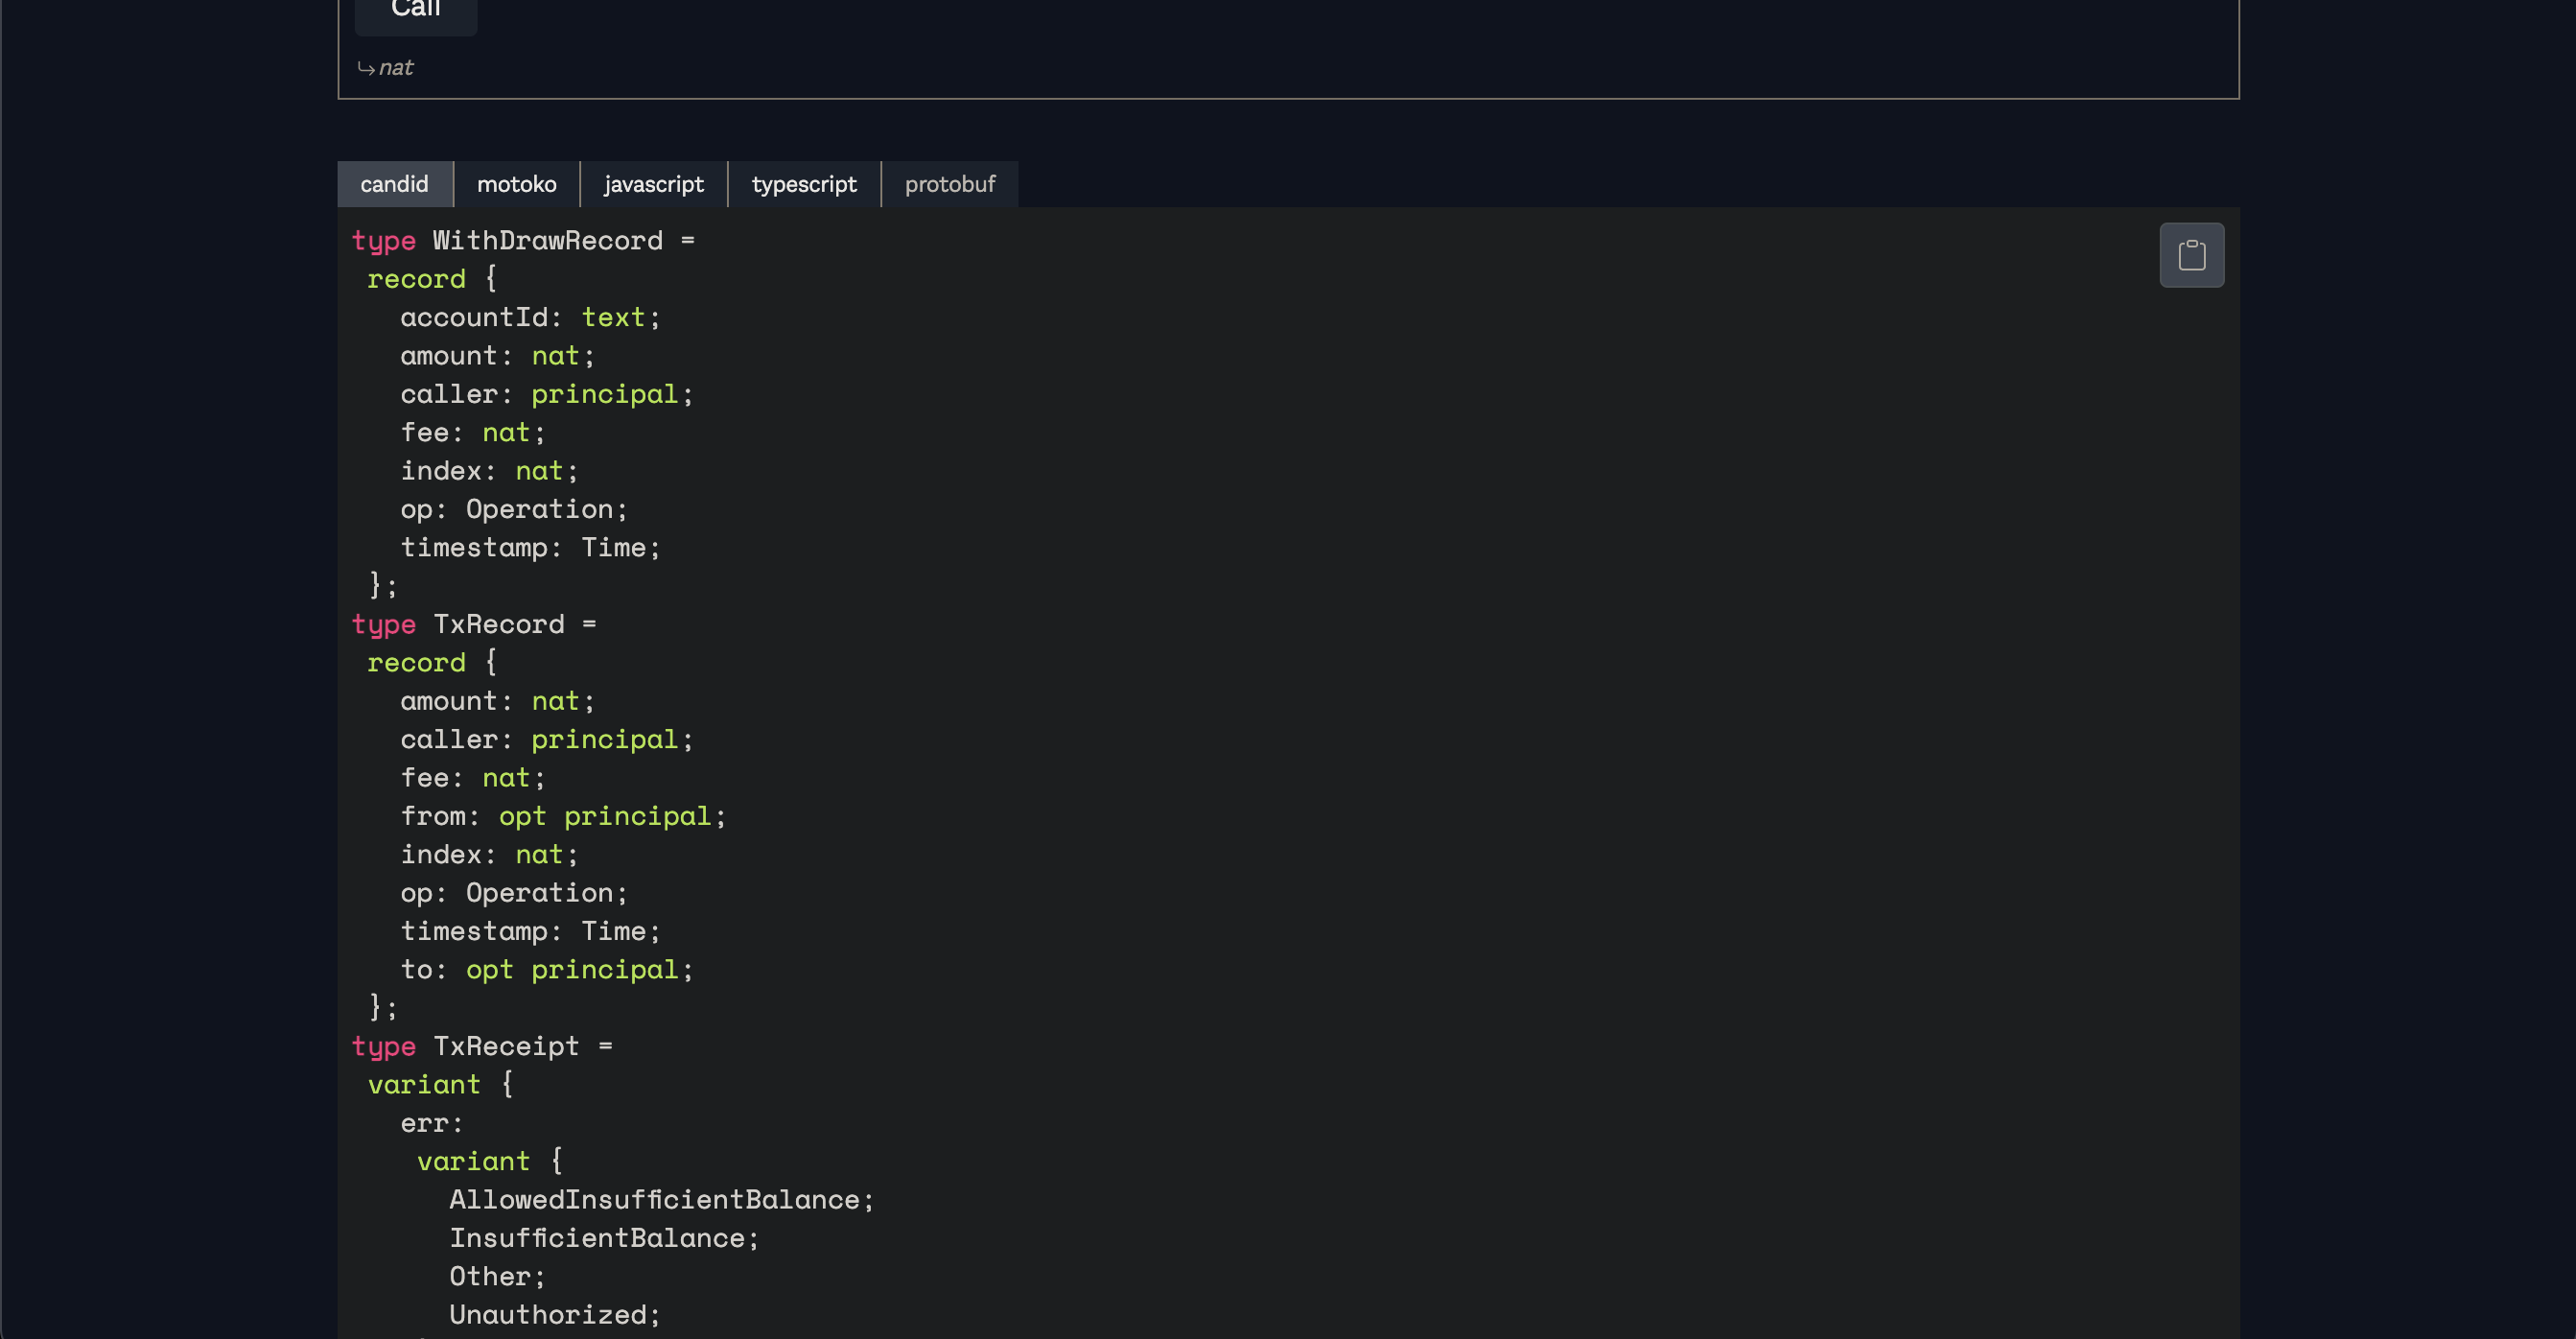 Call
↳ nat
candid motoko javascript typescript protobuf
type WithDrawRecord =
record {
accountId: text;
amount: nat;
caller: principal;
fee: nat;
index: nat;
op: Operation;
timestamp: Time;
};
type TxRecord =
record {
amount: nat;
caller: principal;
fee: nat;
from: opt principal;
index: nat;
op: Operation;
timestamp: Time;
to: opt principal;
};
type TxReceipt =
variant {
err:
variant {
AllowedInsufficientBalance;
InsufficientBalance;
Other;
Unauthorized;